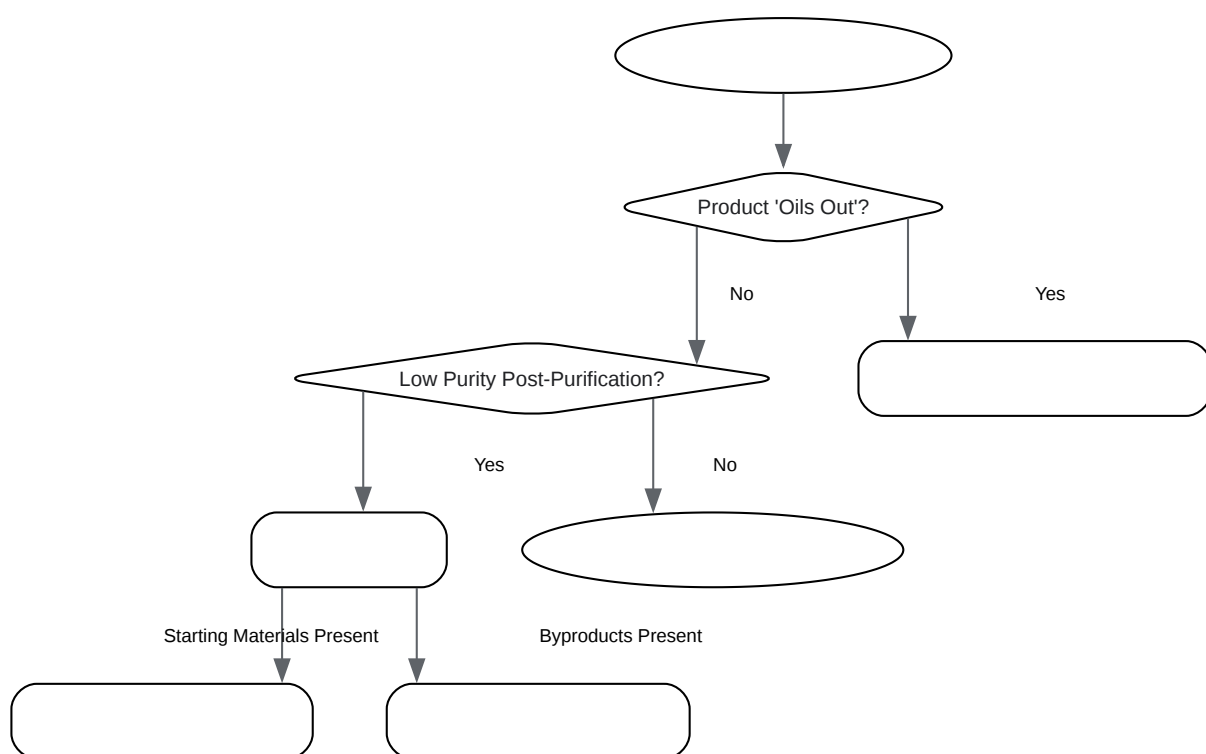 Product 'Oils Out'?
No
Yes
Low Purity Post-Purification?
Yes
No
Starting Materials Present
Byproducts Present